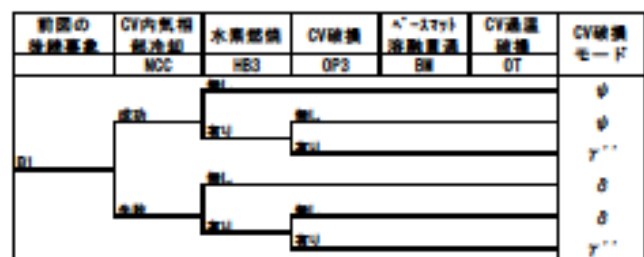 前図の
後続事象
CV内気相
部冷却
水素燃焼
CV破損
ベースマット
溶融貫通
CV過温
破損
CV破損
モード
NCC
HB3
OP3
BM
OT
無し
φ
成功
無し
φ
有り
有り
γ´´
DI
無し
δ
失敗
無し
δ
有り
有り
γ´´